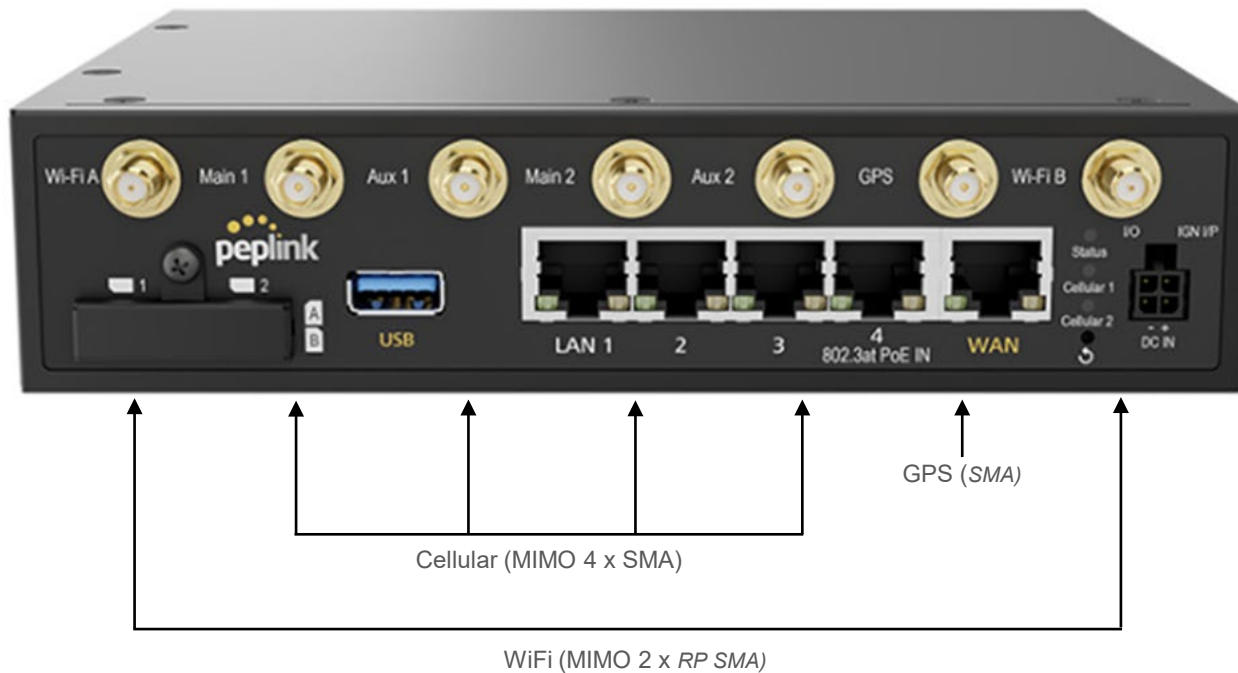 Wi-Fi A Main 1 Aux 1 Main 2 Aux 2 GPS Wi-Fi B
peplink
1 2
A
B
USB
LAN 1 2 3 4 WAN
802.3at PoE IN
I/O IGN I/P
Status
Cellular 1
Cellular 2
- +
DC IN
GPS (SMA)
Cellular (MIMO 4 x SMA)
WiFi (MIMO 2 x RP SMA)